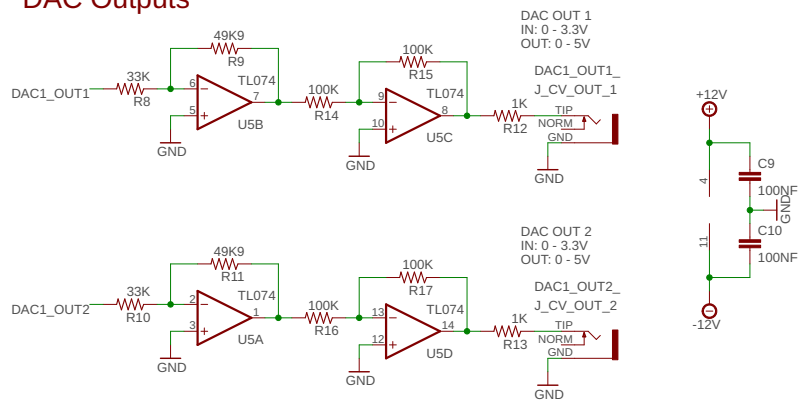 DAC Outputs
DAC OUT 1
IN: 0 - 3.3V
OUT: 0 - 5V
49K9
R9
100K
R15
DAC1_OUT1_
J_CV_OUT_1
DAC1_OUT1
33K
R8
6
5
7
TL074
U5B
GND
100K
R14
9
10
8
TL074
U5C
GND
1K
R12
TIP
NORM
GND
GND
+12V
4
11
C9
100NF
GND
C10
100NF
-12V
DAC OUT 2
IN: 0 - 3.3V
OUT: 0 - 5V
49K9
R11
100K
R17
DAC1_OUT2_
J_CV_OUT_2
DAC1_OUT2
33K
R10
2
3
1
TL074
U5A
GND
100K
R16
13
12
14
TL074
U5D
GND
1K
R13
TIP
NORM
GND
GND